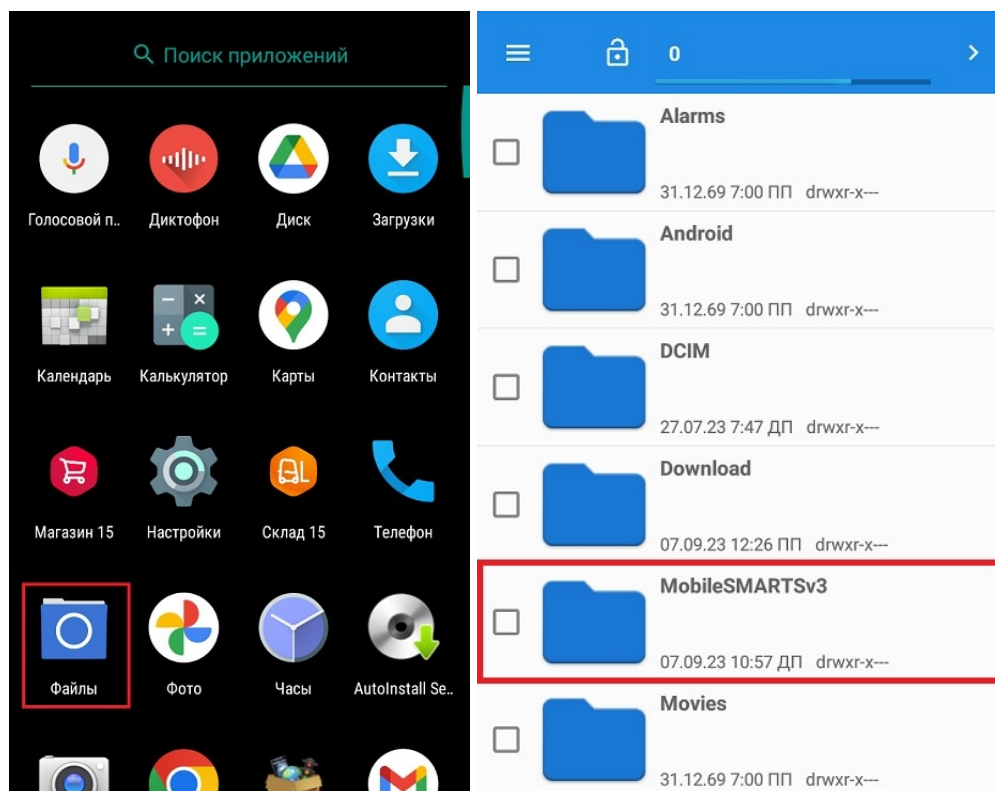 Поиск приложений
Голосовой п..
Диктофон
Диск
Загрузки
Календарь
Калькулятор
Карты
Контакты
Магазин 15
Настройки
Склад 15
Телефон
Файлы
Фото
Часы
AutoInstall Se..
0
Alarms
31.12.69 7:00 ПП drwxr-x---
Android
31.12.69 7:00 ПП drwxr-x---
DCIM
27.07.23 7:47 ДП drwxr-x---
Download
07.09.23 12:26 ПП drwxr-x---
MobileSMARTSv3
07.09.23 10:57 ДП drwxr-x---
Movies
31.12.69 7:00 ПП drwxr-x---